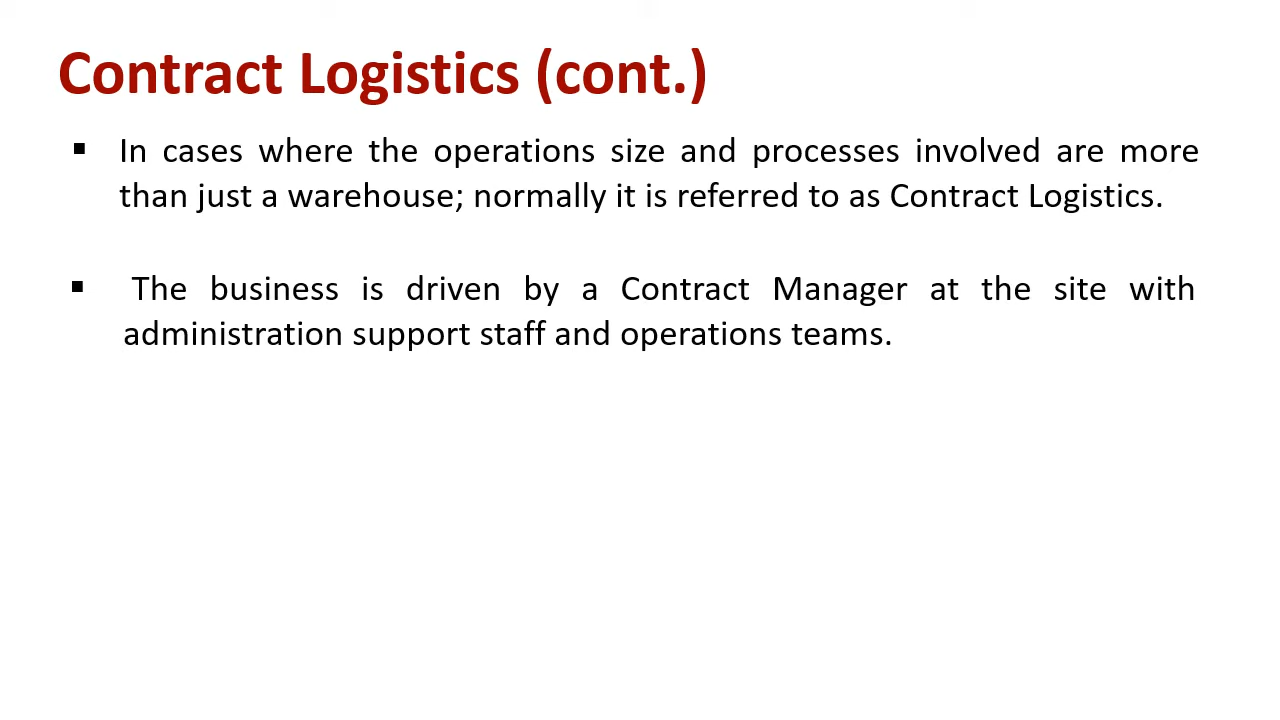 Contract Logistics (cont.)
▪ In cases where the operations size and processes involved are more
than just a warehouse; normally it is referred to as Contract Logistics.
▪ The business is driven by a Contract Manager at the site with
administration support staff and operations teams.